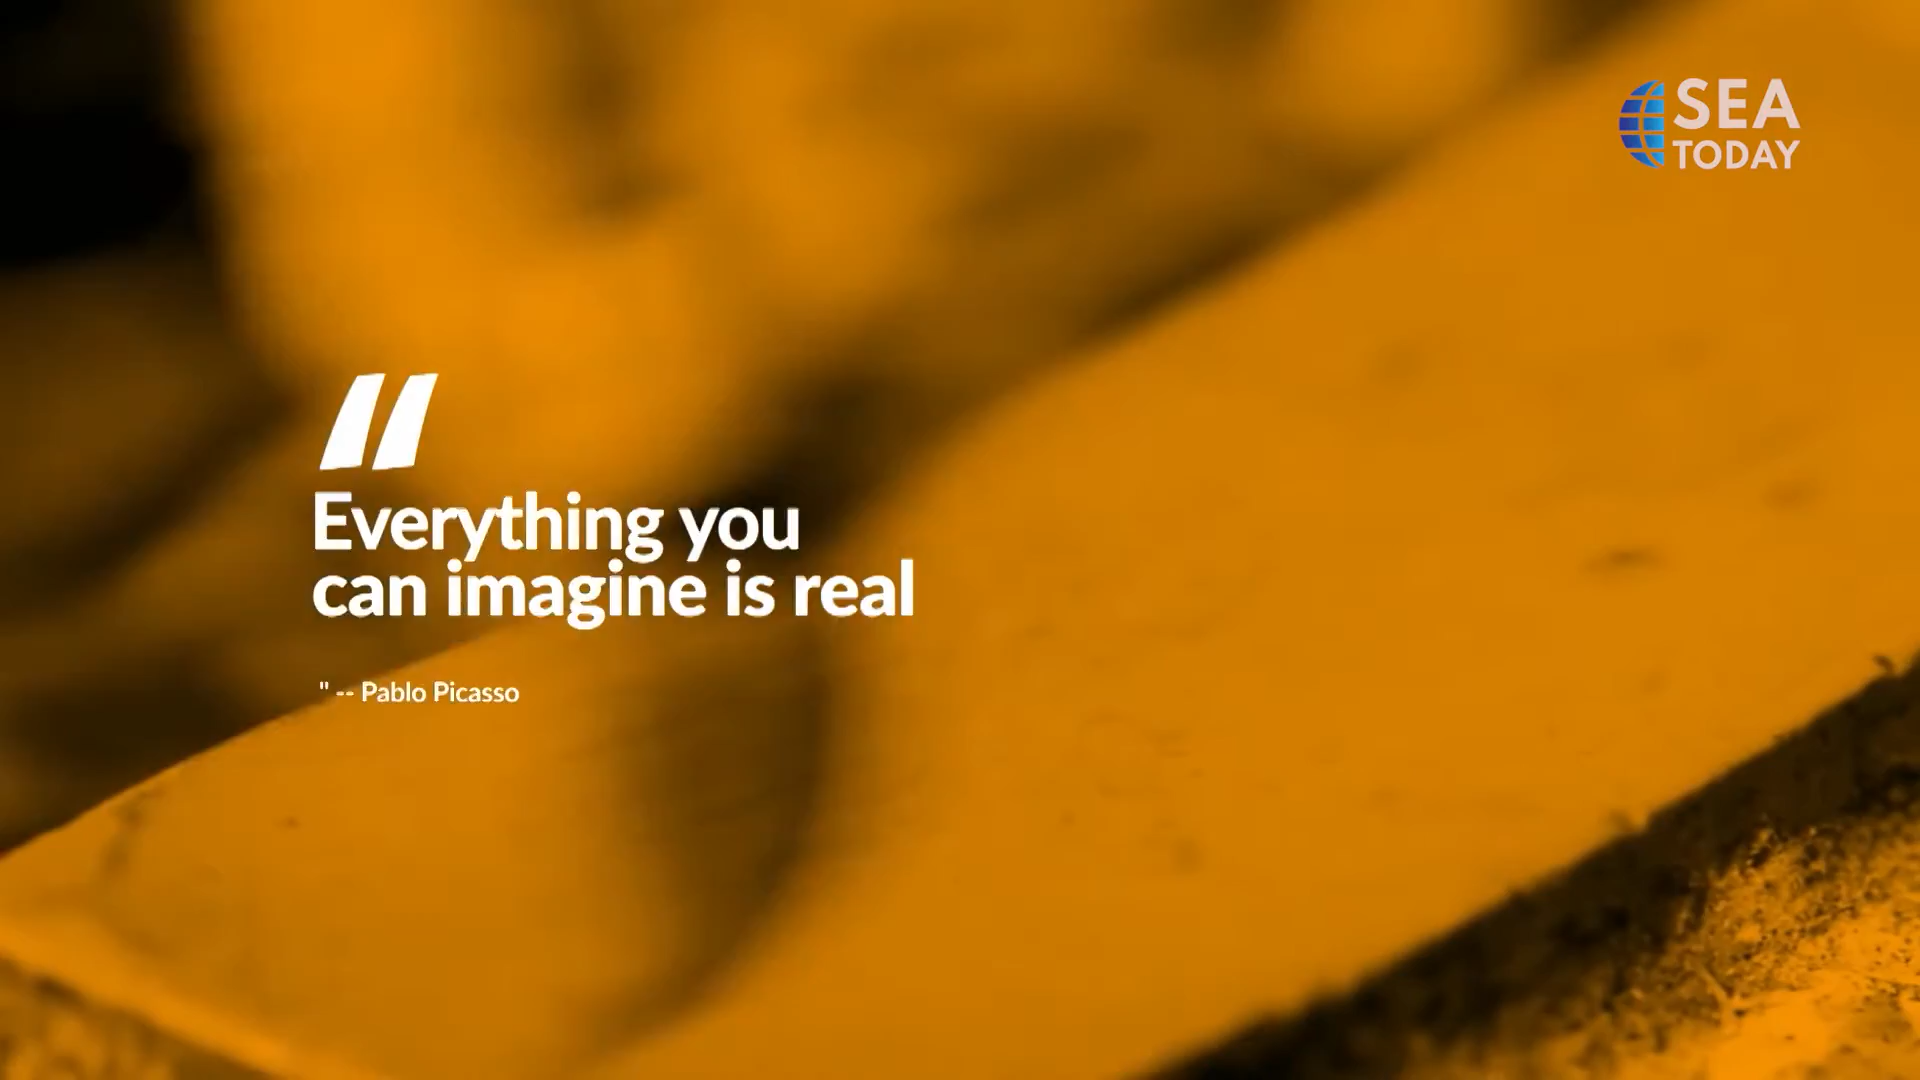 SEA
TODAY
“
Everything you
can imagine is real
" -- Pablo Picasso